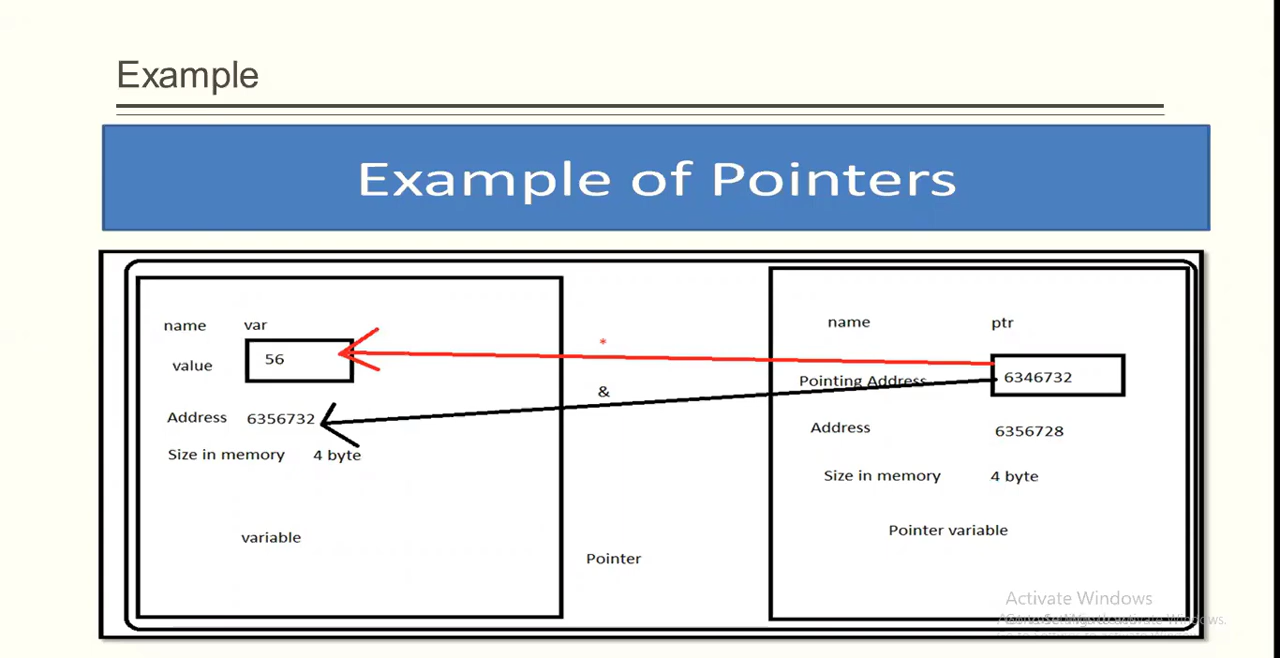 Example
Example of Pointers
name var
value 56
Address 6356732
Size in memory 4 byte
variable
*
&
Pointer
name ptr
Pointing Address 6346732
Address 6356728
Size in memory 4 byte
Pointer variable
Activate Windows